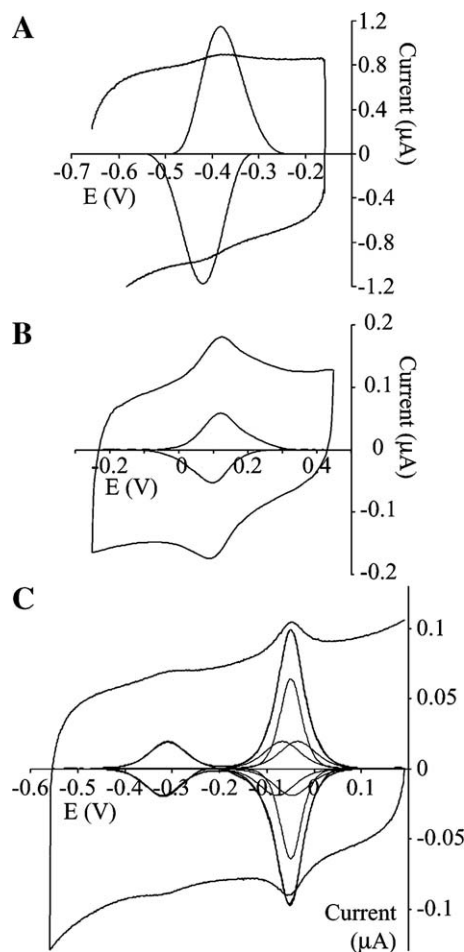 A
1.2
0.8
0.4
0
-0.4
-0.8
-1.2
Current (μA)
-0.7 -0.6 -0.5 -0.4 -0.3 -0.2
E (V)
B
0.2
0.1
0
-0.1
-0.2
Current (μA)
-0.2 0 0.2 0.4
E (V)
C
0.1
0.05
0
-0.05
-0.1
-0.6 -0.5 -0.4 -0.3 -0.2 -0.1 0 0.1
E (V)
Current
(μA)